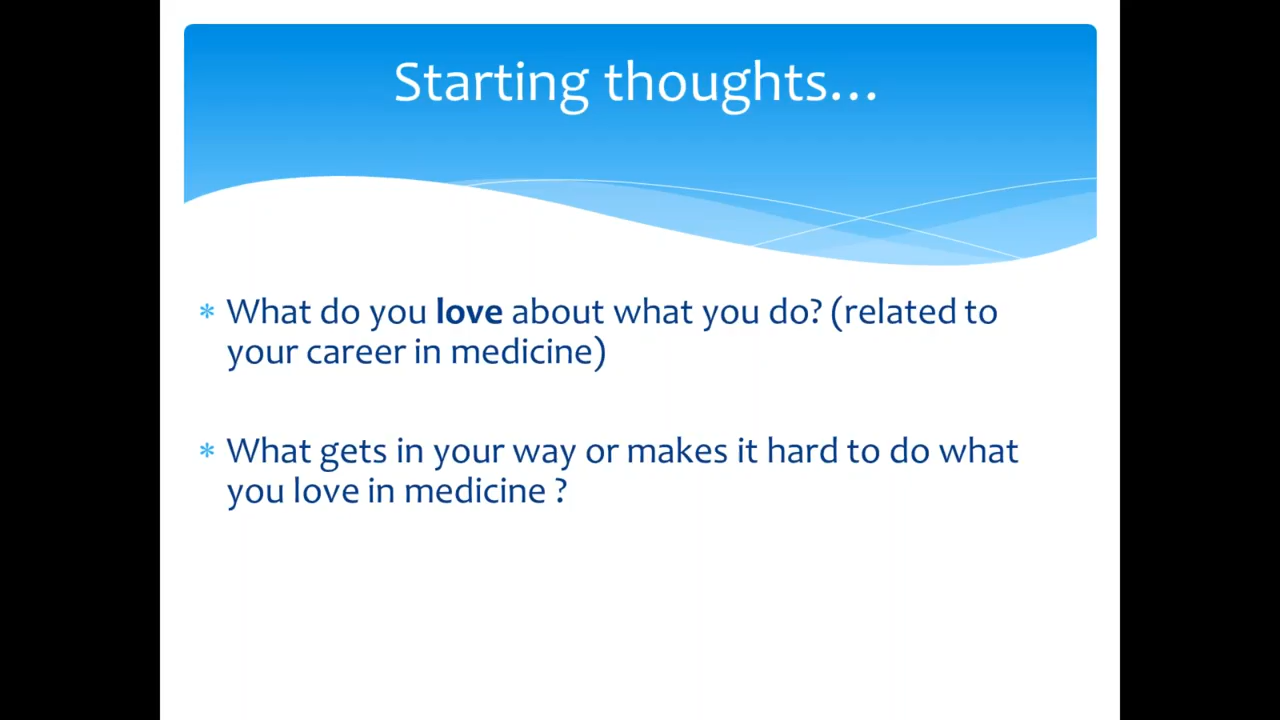 Starting thoughts…
* What do you love about what you do? (related to
your career in medicine)
* What gets in your way or makes it hard to do what
you love in medicine ?